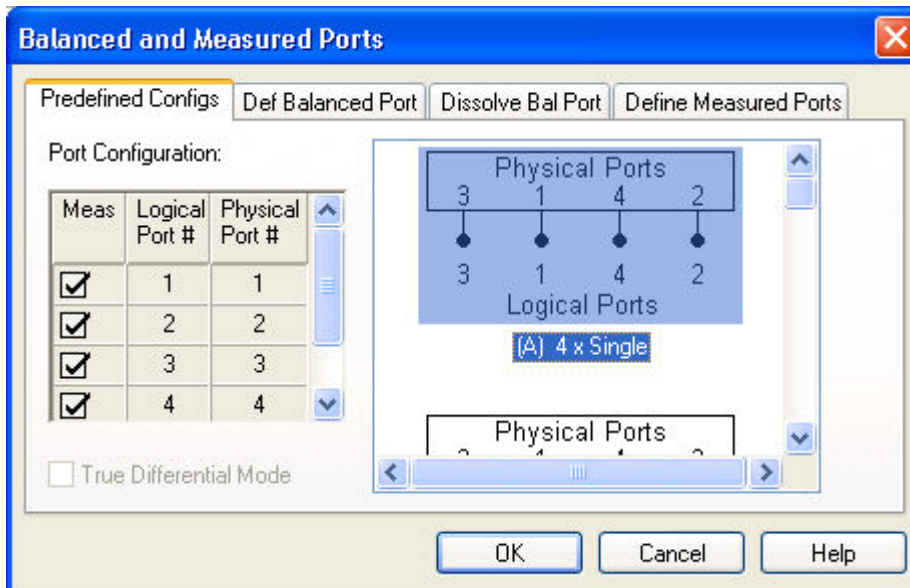 Balanced and Measured Ports
Predefined Configs Def Balanced Port Dissolve Bal Port Define Measured Ports
Port Configuration:
Meas Logical Port # Physical Port #
1 1
2 2
3 3
4 4
True Differential Mode
Physical Ports
3 1 4 2
3 1 4 2
Logical Ports
(A) 4 x Single
Physical Ports
OK Cancel Help